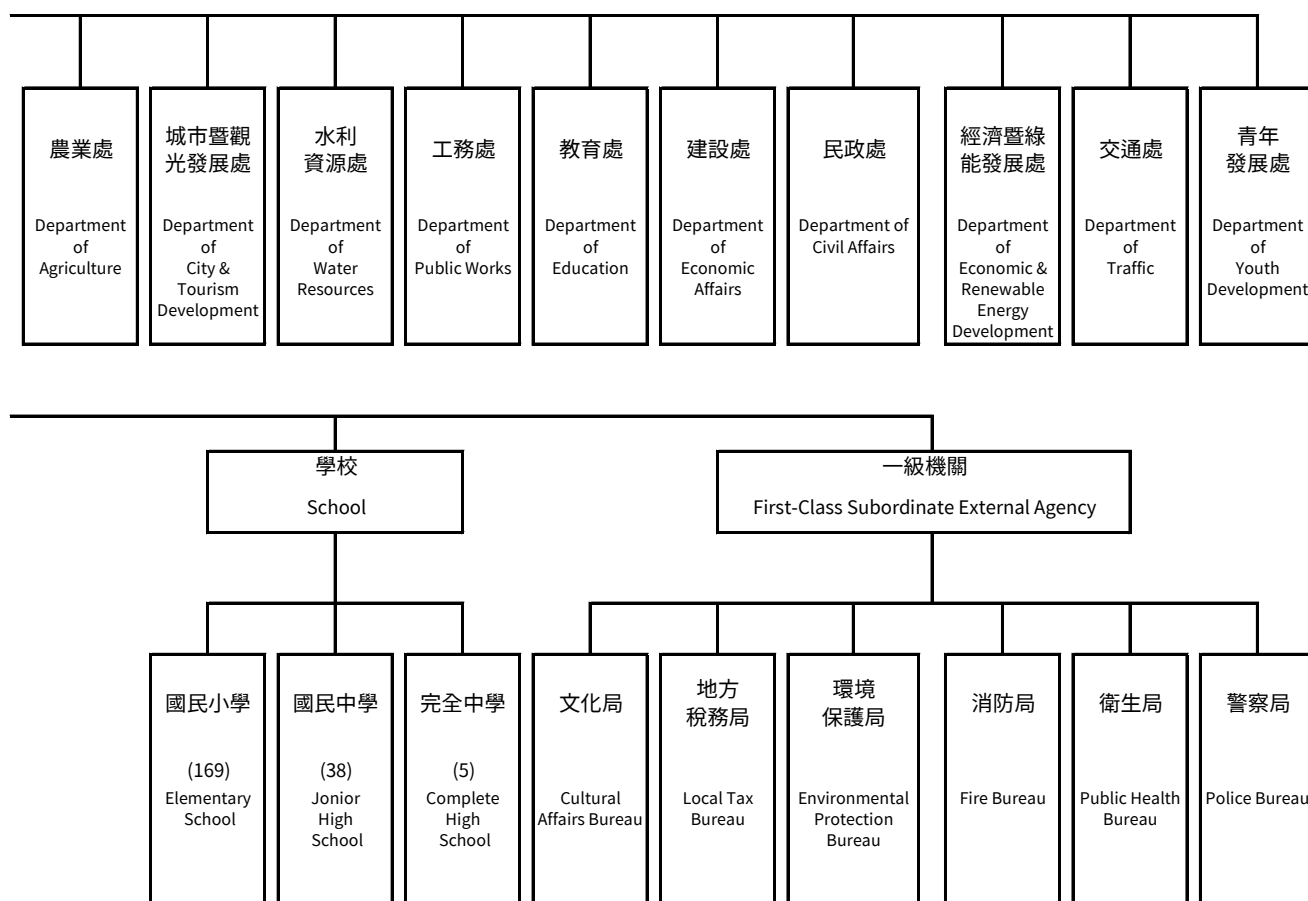 農業處
Department
of
Agriculture
城市暨觀
光發展處
Department
of
City &
Tourism
Development
水利
資源處
Department
of
Water
Resources
工務處
Department
of
Public Works
教育處
Department
of
Education
建設處
Department
of
Economic
Affairs
民政處
Department of
Civil Affairs
經濟暨綠
能發展處
Department
of
Economic &
Renewable
Energy
Development
交通處
Department
of
Traffic
青年
發展處
Department
of
Youth
Development
學校
School
一級機關
First-Class Subordinate External Agency
國民小學
(169)
Elementary
School
國民中學
(38)
Jonior
High
School
完全中學
(5)
Complete
High
School
文化局
Cultural
Affairs Bureau
地方
稅務局
Local Tax
Bureau
環境
保護局
Environmental
Protection
Bureau
消防局
Fire Bureau
衛生局
Public Health
Bureau
警察局
Police Bureau